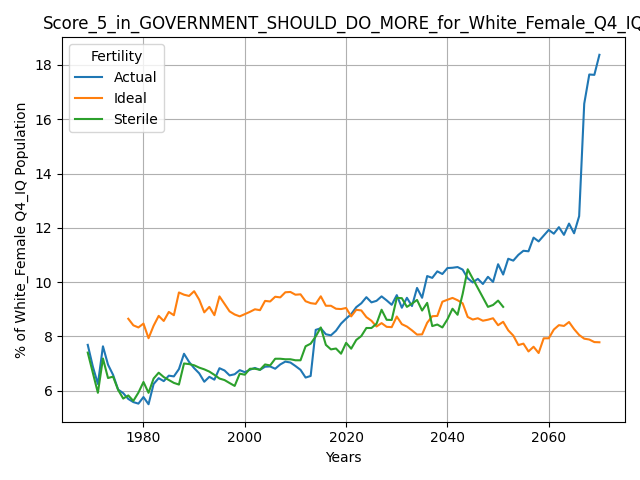 Score_5_in_GOVERNMENT_SHOULD_DO_MORE_for_White_Female_Q4_IQ
Fertility
Actual
Ideal
Sterile
% of White_Female Q4_IQ Population
18
16
14
12
10
8
6
1980
2000
2020
2040
2060
Years